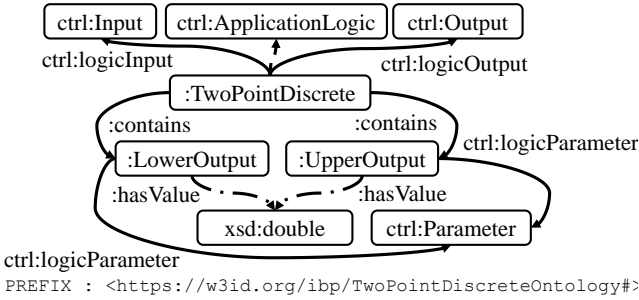 ctrl:Input ctrl:ApplicationLogic ctrl:Output
ctrl:logicInput ctrl:logicOutput
:TwoPointDiscrete
:contains :contains
ctrl:logicParameter
:LowerOutput :UpperOutput
:hasValue :hasValue
xsd:double ctrl:Parameter
ctrl:logicParameter
PREFIX : <https://w3id.org/ibp/TwoPointDiscreteOntology#>